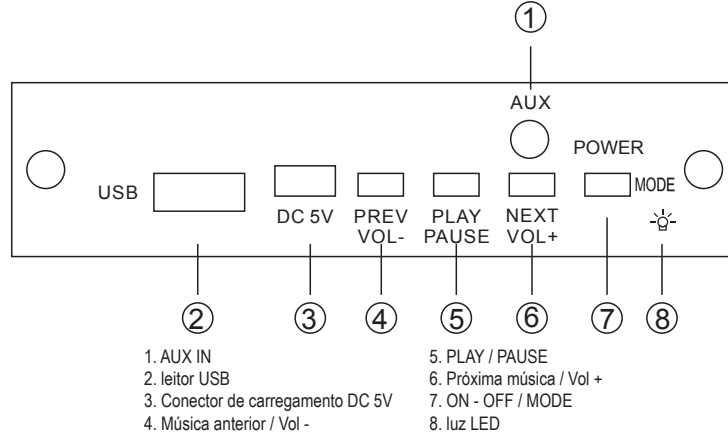 ①
AUX
POWER
USB
MODE
DC 5V
PREV
VOL-
PLAY
PAUSE
NEXT
VOL+
② ③ ④ ⑤ ⑥ ⑦ ⑧
1. AUX IN
2. leitor USB
3. Conector de carregamento DC 5V
4. Música anterior / Vol -
5. PLAY / PAUSE
6. Próxima música / Vol +
7. ON - OFF / MODE
8. luz LED